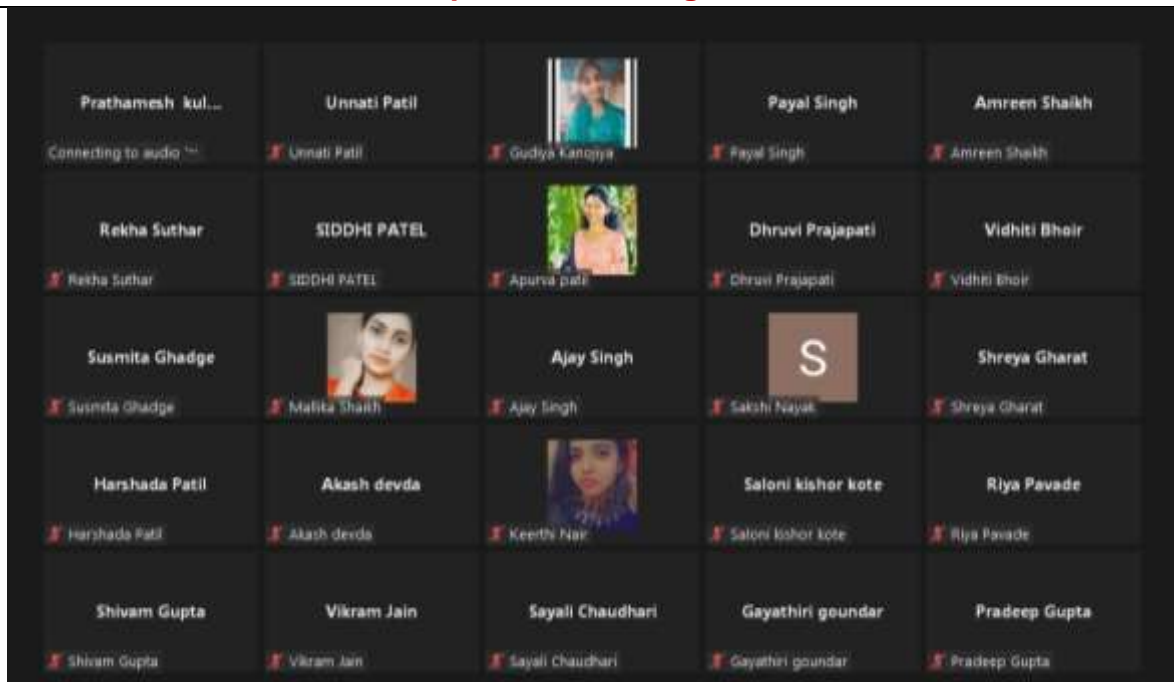 Prathamesh kul... Unnati Patil Payal Singh Amreen Shaikh
Connecting to audio Unnati Patil Gudiya Kanojiya Payal Singh Amreen Shaikh
Rekha Suthar SIDDHI PATEL Dhruvi Prajapati Vidhiti Bhoir
Rekha Suthar SIDDHI PATEL Apurva patil Dhruvi Prajapati Vidhiti Bhoir
Susmita Ghadge Ajay Singh S Shreya Gharat
Susmita Ghadge Mallika Shaikh Ajay Singh Sakshi Nayak Shreya Gharat
Harshada Patil Akash devda Saloni kishor kote Riya Pavade
Harshada Patil Akash devda Keerthi Nair Saloni kishor kote Riya Pavade
Shivam Gupta Vikram Jain Sayali Chaudhari Gayathiri goundar Pradeep Gupta
Shivam Gupta Vikram Jain Sayali Chaudhari Gayathiri goundar Pradeep Gupta